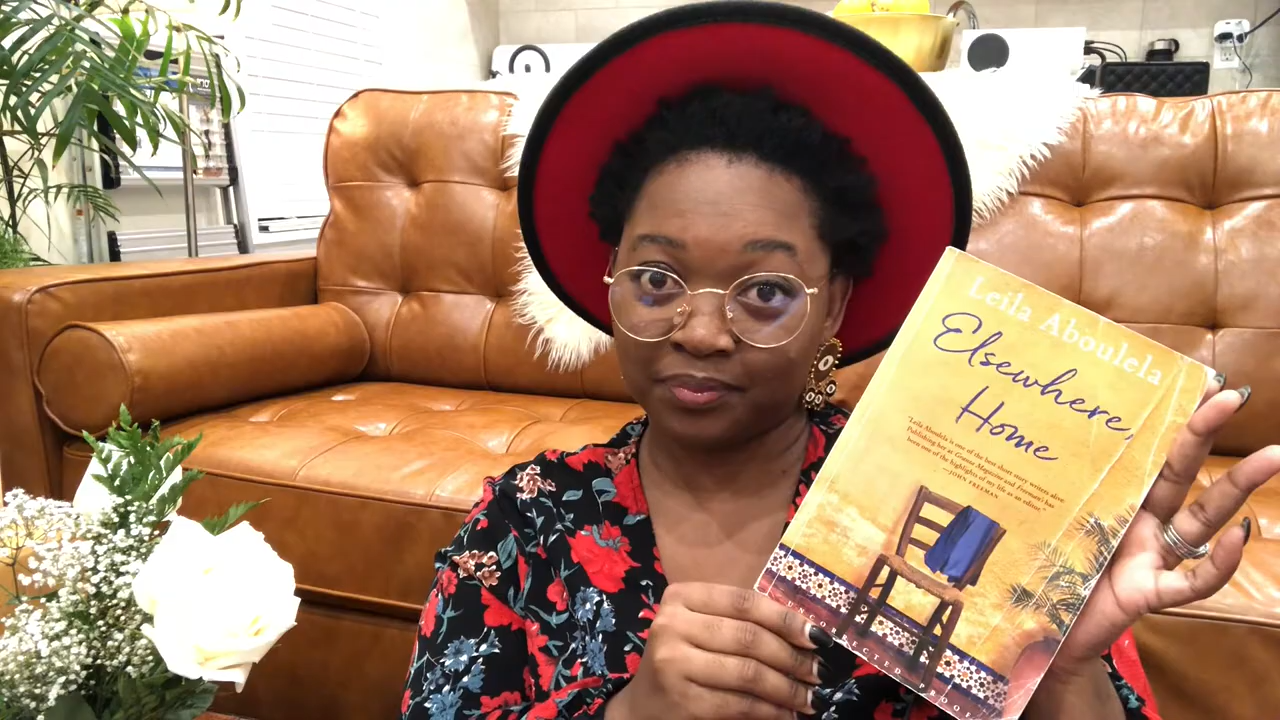 Leila Aboulela
Elsewhere,
Home
"Leila Aboulela is one of the best short story writers alive.
Publishing her at Granta Magazine and Freeman's has
been one of the highlights of my life as an editor."
—JOHN FREEMAN
UNCORRECTED PROOF